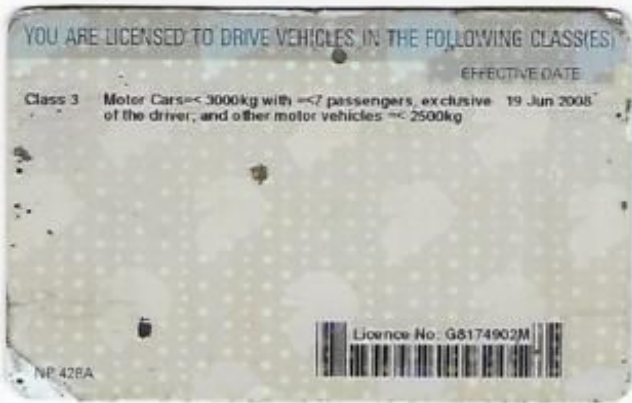 YOU ARE LICENSED TO DRIVE VEHICLES IN THE FOLLOWING CLASS(ES)
EFFECTIVE DATE
Class 3 Motor Cars=< 3000kg with =<7 passengers, exclusive 19 Jun 2008
of the driver, and other motor vehicles =< 2500kg
Licence No: G8174902M
NP 428A